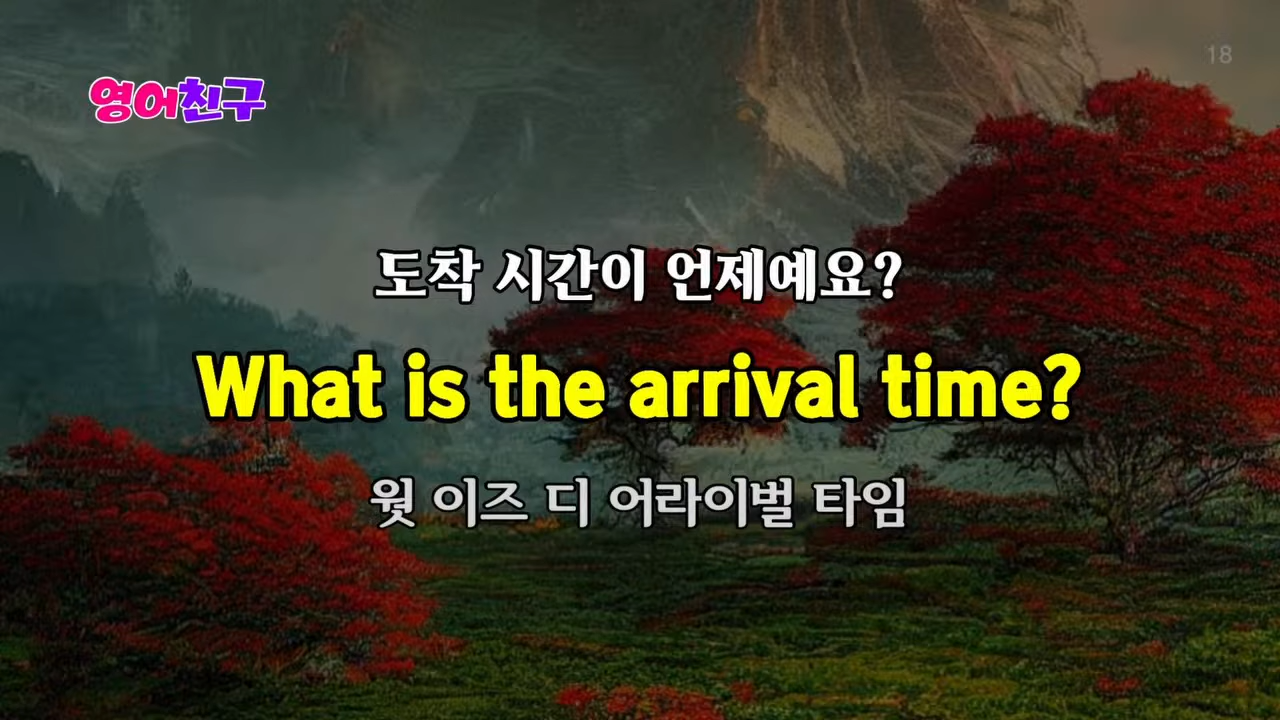 18
영어친구
도착 시간이 언제예요?
What is the arrival time?
웟 이즈 디 어라이벌 타임